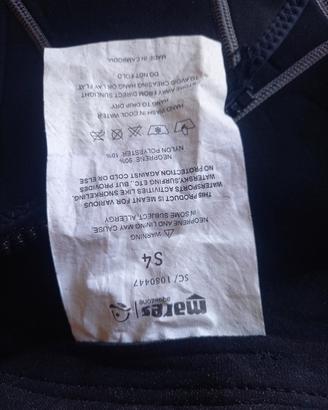 mares
aquazone
SC/ 1080447
S4
⚠ WARNING
NEOPRENE AND LINING MAY CAUSE,
IN SOME SUBJECT, ALLERGY
THIS PRODUCT IS MEANT FOR VARIOUS
WATERSPORTS ACTIVITIES LIKE SNORKELING,
WATER-SKIING/SURFING ETC., BUT PROVIDES
NO PROTECTION AGAINST COLD OR ELSE
NEOPRENE 90%
NYLON POLYESTER 10%
HAND WASH IN COOL WATER
HANG TO DRIP DRY
AWAY FROM DIRECT SUNLIGHT
TO AVOID CREASING HANG OR LAY FLAT
DO NOT FOLD
MADE IN CAMBODIA